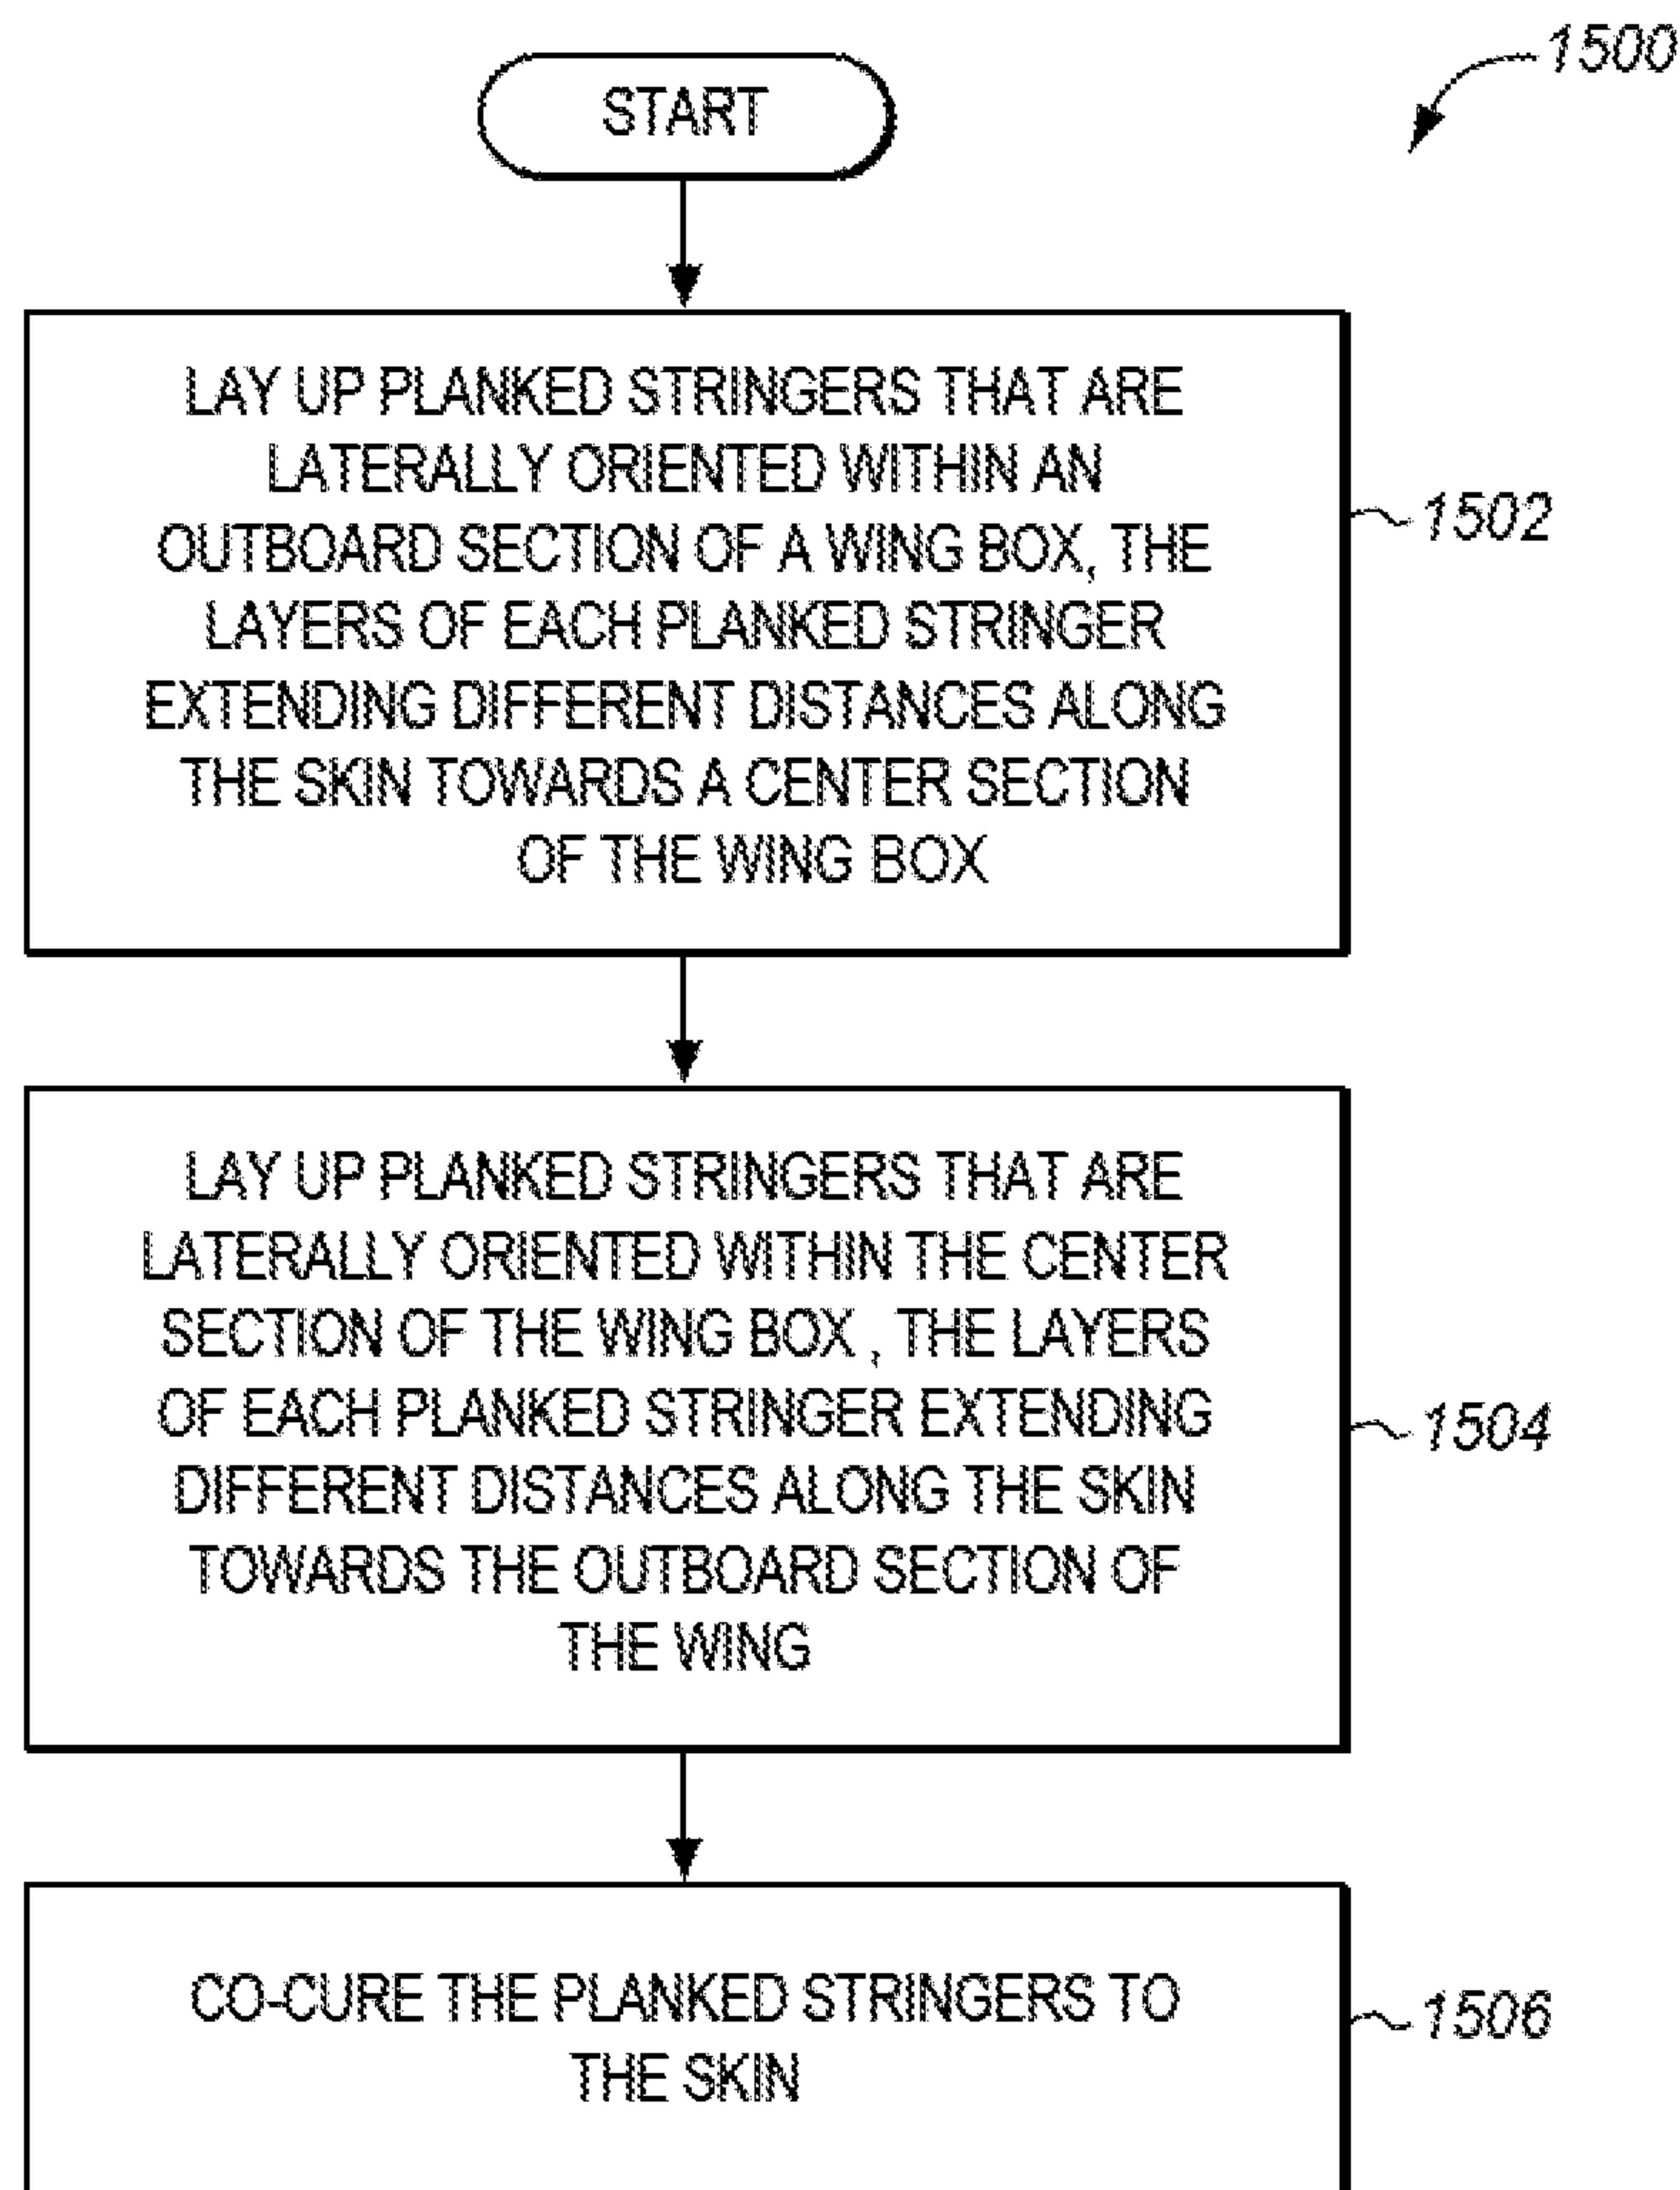 1500
START
LAY UP PLANKED STRINGERS THAT ARE
LATERALLY ORIENTED WITHIN AN
OUTBOARD SECTION OF A WING BOX, THE
LAYERS OF EACH PLANKED STRINGER
EXTENDING DIFFERENT DISTANCES ALONG
THE SKIN TOWARDS A CENTER SECTION
OF THE WING BOX
1502
LAY UP PLANKED STRINGERS THAT ARE
LATERALLY ORIENTED WITHIN THE CENTER
SECTION OF THE WING BOX , THE LAYERS
OF EACH PLANKED STRINGER EXTENDING
DIFFERENT DISTANCES ALONG THE SKIN
TOWARDS THE OUTBOARD SECTION OF
THE WING
1504
CO-CURE THE PLANKED STRINGERS TO
THE SKIN
1506